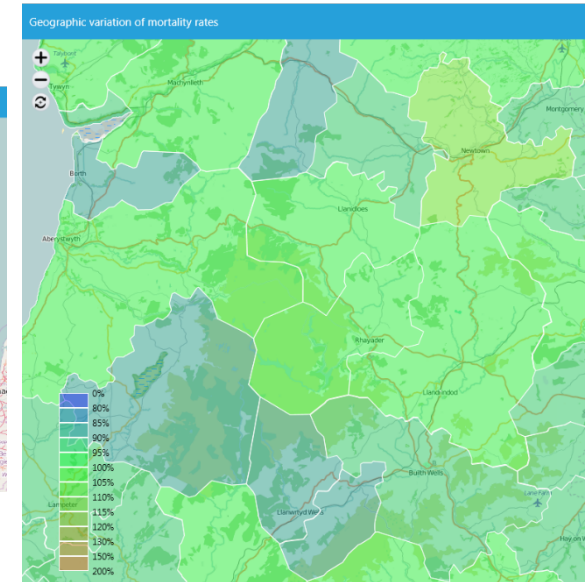 Geographic variation of mortality rates
+
−
Tywyn
Machynlleth
Montgomery
Borth
Newtown
Llanidloes
Aberystwyth
Rhayader
Llandrindod
0%
80%
85%
90%
95%
100%
105%
110%
115%
120%
130%
150%
200%
Builth Wells
Lampeter
Llanwrtyd Wells
Hay on W